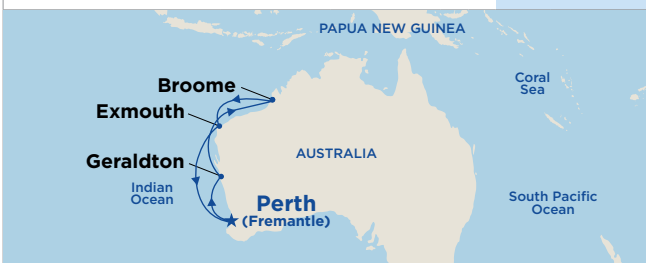 PAPUA NEW GUINEA
Coral
Sea
Broome
Exmouth
AUSTRALIA
Geraldton
Indian
Ocean
Perth
(Fremantle)
South Pacific
Ocean